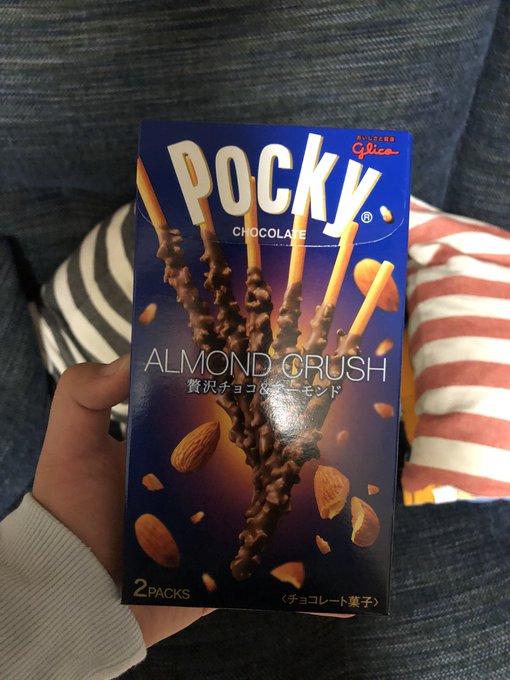 おいしさと健康
Glico
Pocky®
CHOCOLATE
ALMOND CRUSH
贅沢チョコ&アーモンド
2PACKS
〈チョコレート菓子〉